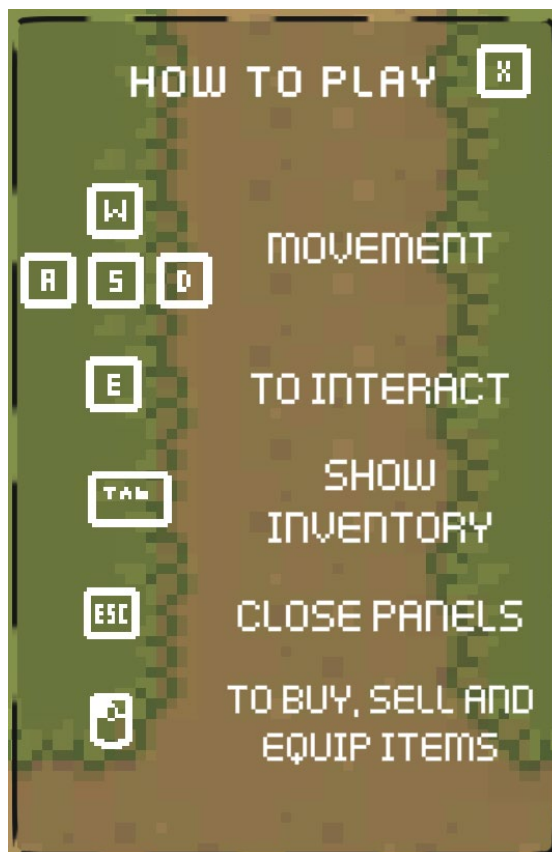 HOW TO PLAY X
W
A S D
MOVEMENT
E
TO INTERACT
TAB
SHOW
INVENTORY
ESC
CLOSE PANELS
TO BUY, SELL AND
EQUIP ITEMS